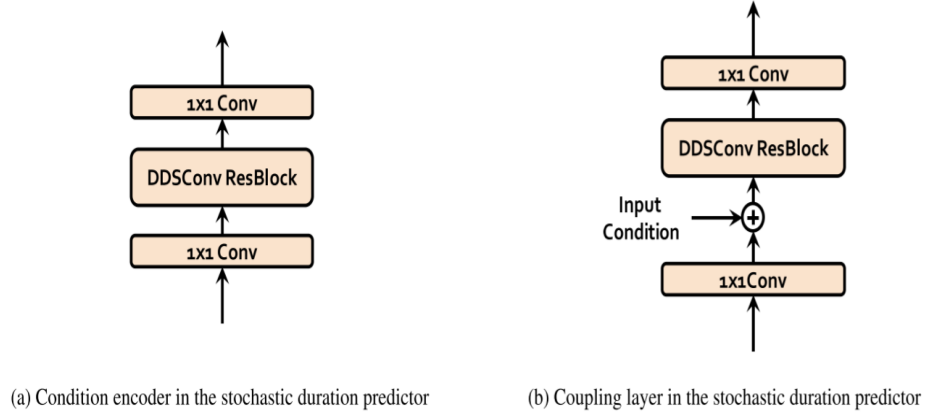 1x1 Conv
DDSConv ResBlock
1x1 Conv
(a) Condition encoder in the stochastic duration predictor
1x1 Conv
DDSConv ResBlock
Input
Condition
+
1x1Conv
(b) Coupling layer in the stochastic duration predictor